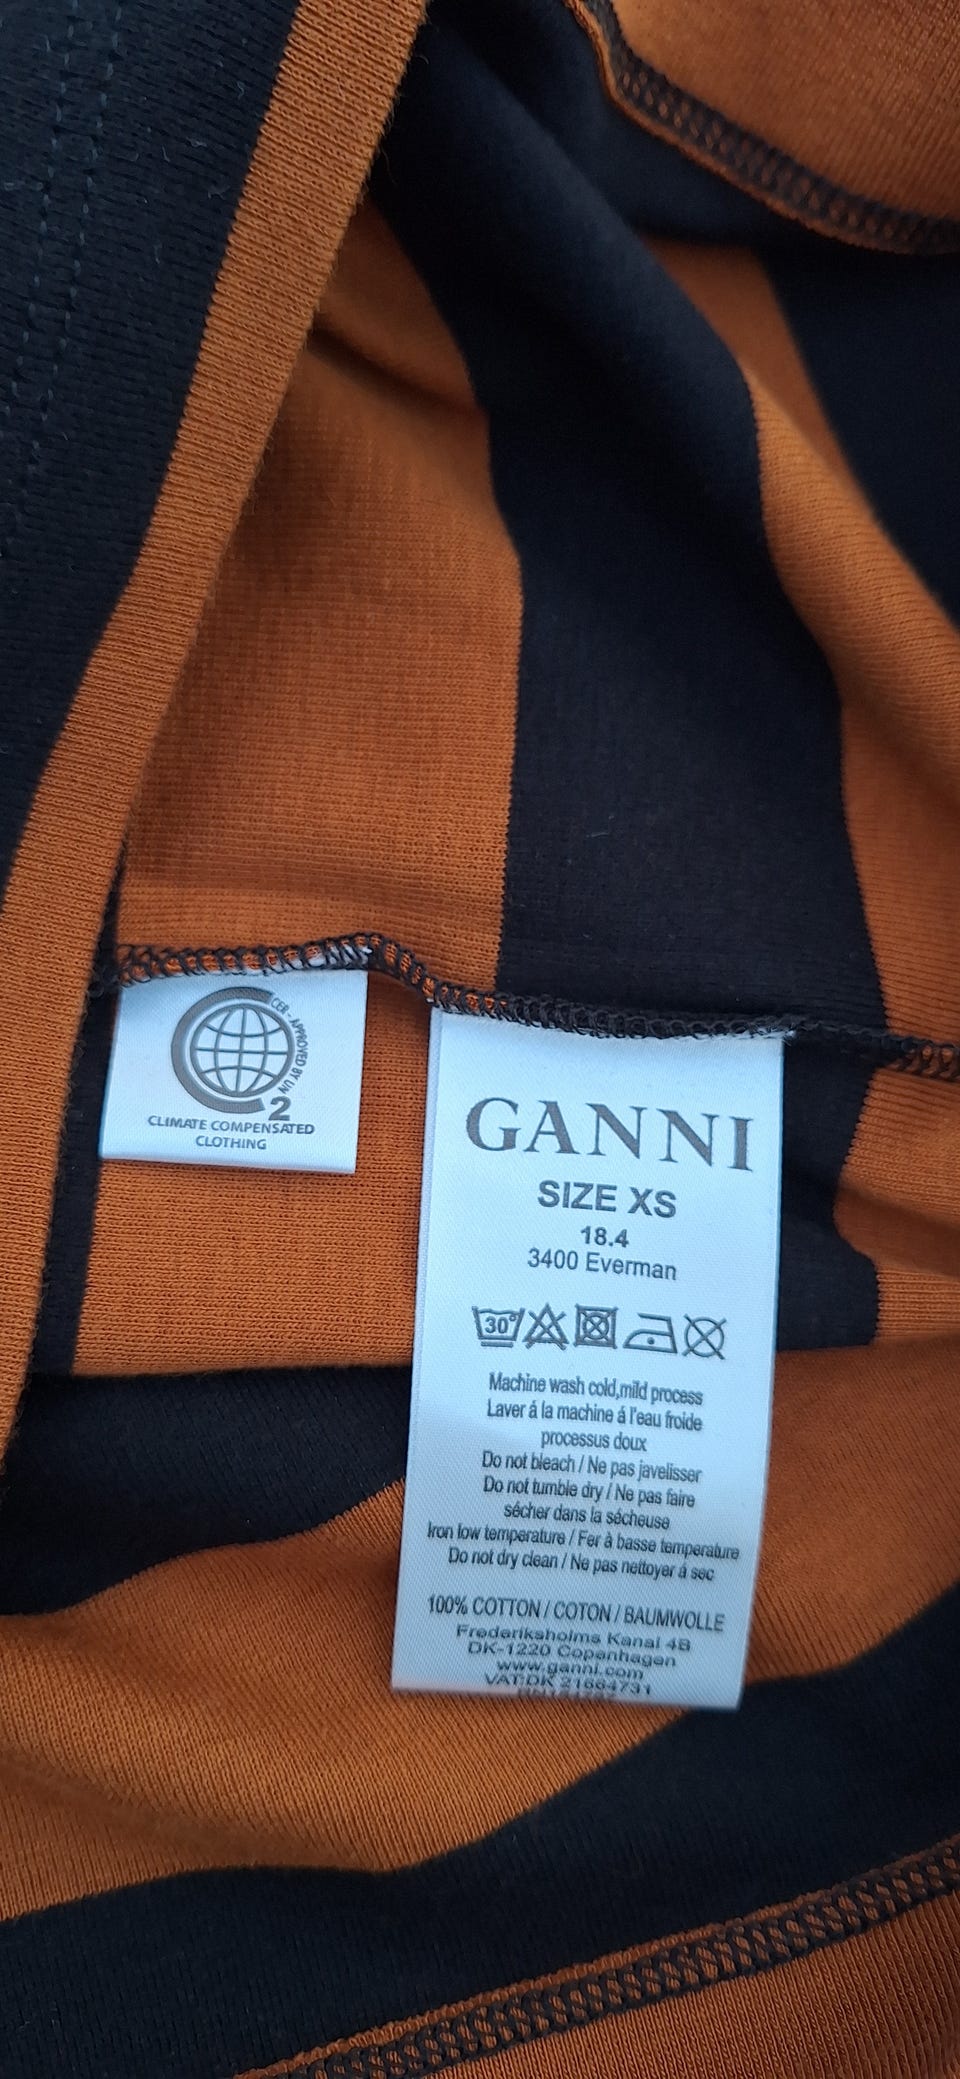 CER - APPROVED BY UN
2
CLIMATE COMPENSATED
CLOTHING
GANNI
SIZE XS
18.4
3400 Everman
30°
Machine wash cold,mild process
Laver á la machine á l'eau froide
processus doux
Do not bleach / Ne pas javelisser
Do not tumble dry / Ne pas faire
sécher dans la sécheuse
Iron low temperature / Fer à basse temperature
Do not dry clean / Ne pas nettoyer á sec
100% COTTON / COTON / BAUMWOLLE
Frederiksholms Kanal 4B
DK-1220 Copenhagen
www.ganni.com
VAT:DK 21664731